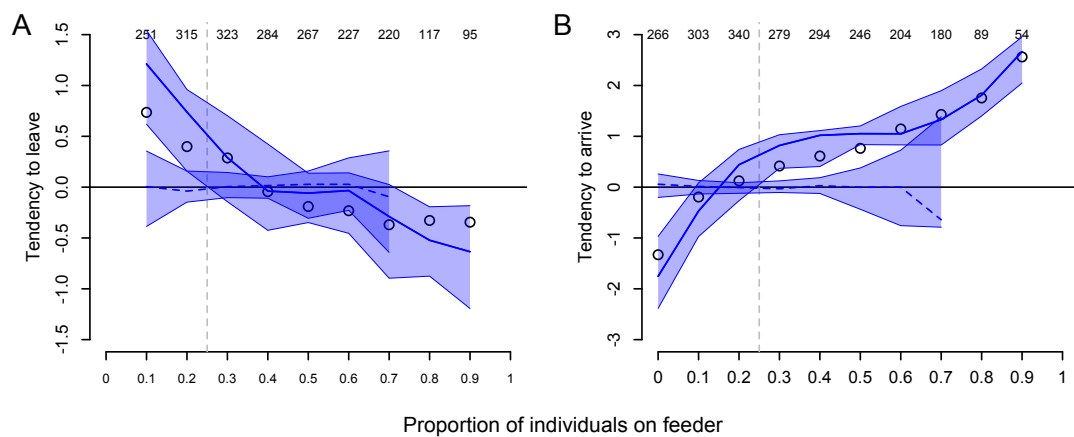 A
251 315 323 284 267 227 220 117 95
Tendency to leave
1.5
1.0
0.5
0.0
-0.5
-1.0
-1.5
0 0.1 0.2 0.3 0.4 0.5 0.6 0.7 0.8 0.9 1
B
266 303 340 279 294 246 204 180 89 54
Tendency to arrive
3
2
1
0
-1
-2
-3
0 0.1 0.2 0.3 0.4 0.5 0.6 0.7 0.8 0.9 1
Proportion of individuals on feeder